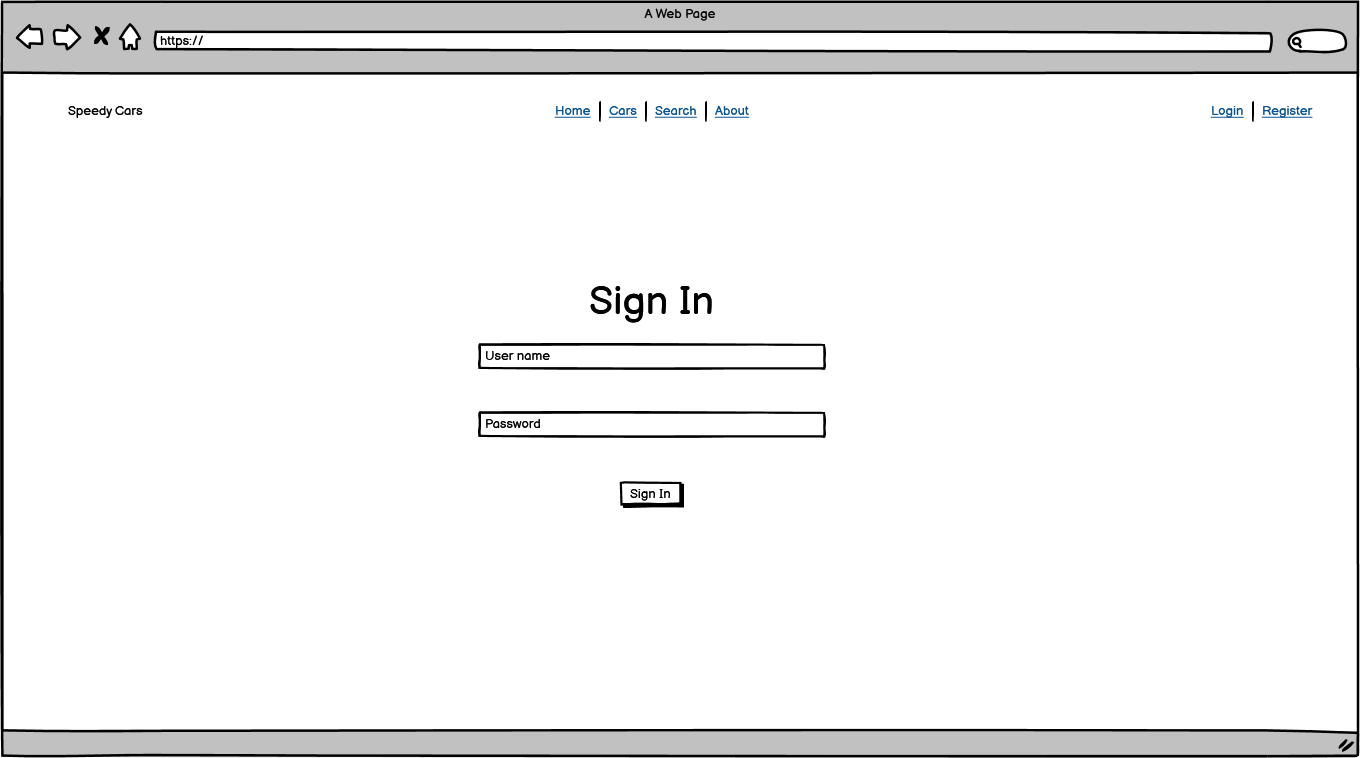 A Web Page
https://
Speedy Cars Home Cars Search About Login Register
Sign In
User name
Password
Sign In